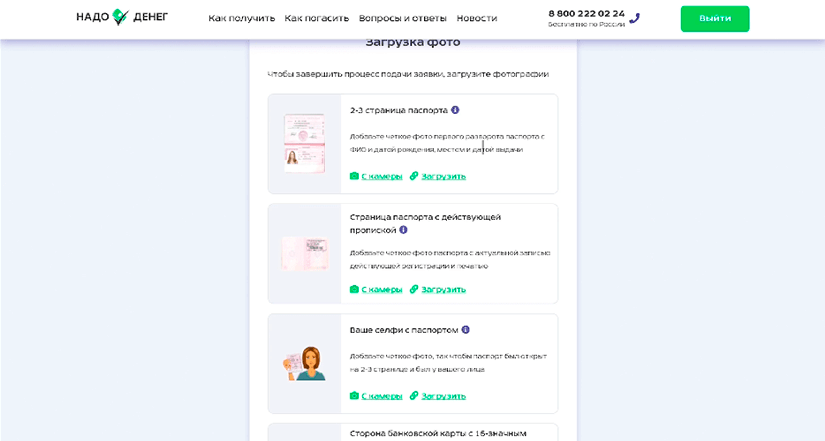 НАДО ДЕНЕГ
Как получить Как погасить Вопросы и ответы Новости
8 800 222 02 24
Бесплатно по России
Выйти
Загрузка фото
Чтобы завершить процесс подачи заявки, загрузите фотографии
2-3 страница паспорта
Добавьте четкое фото первого разворота паспорта с
ФИО и датой рождения, местом и датой выдачи
С камеры Загрузить
Страница паспорта с действующей
пропиской
Добавьте четкое фото паспорта с актуальной записью
действующей регистрации и печатью
С камеры Загрузить
Ваше селфи с паспортом
Добавьте четкое фото, так чтобы паспорт был открыт
на 2-3 странице и был у вашего лица
С камеры Загрузить
Сторона банковской карты с 16-значным